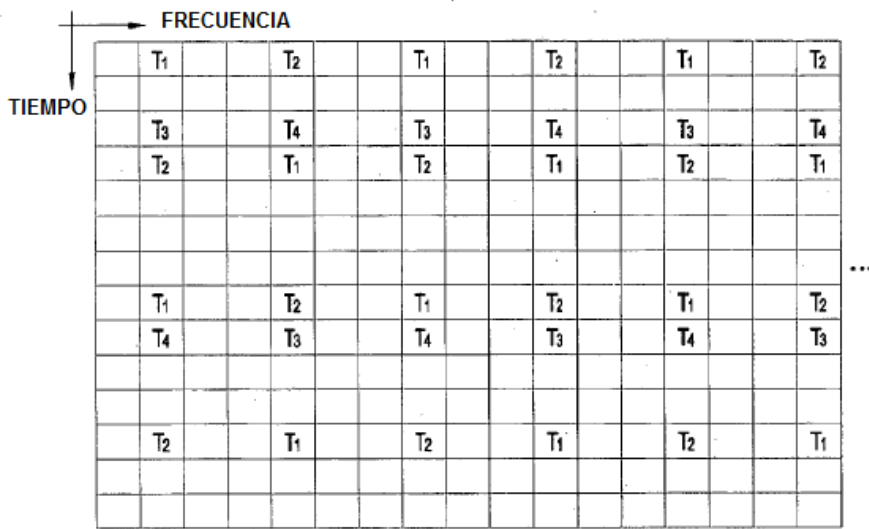 FRECUENCIA
T1 T2 T1 T2 T1 T2
TIEMPO
T3 T4 T3 T4 T3 T4
T2 T1 T2 T1 T2 T1
...
T1 T2 T1 T2 T1 T2
T4 T3 T4 T3 T4 T3
T2 T1 T2 T1 T2 T1